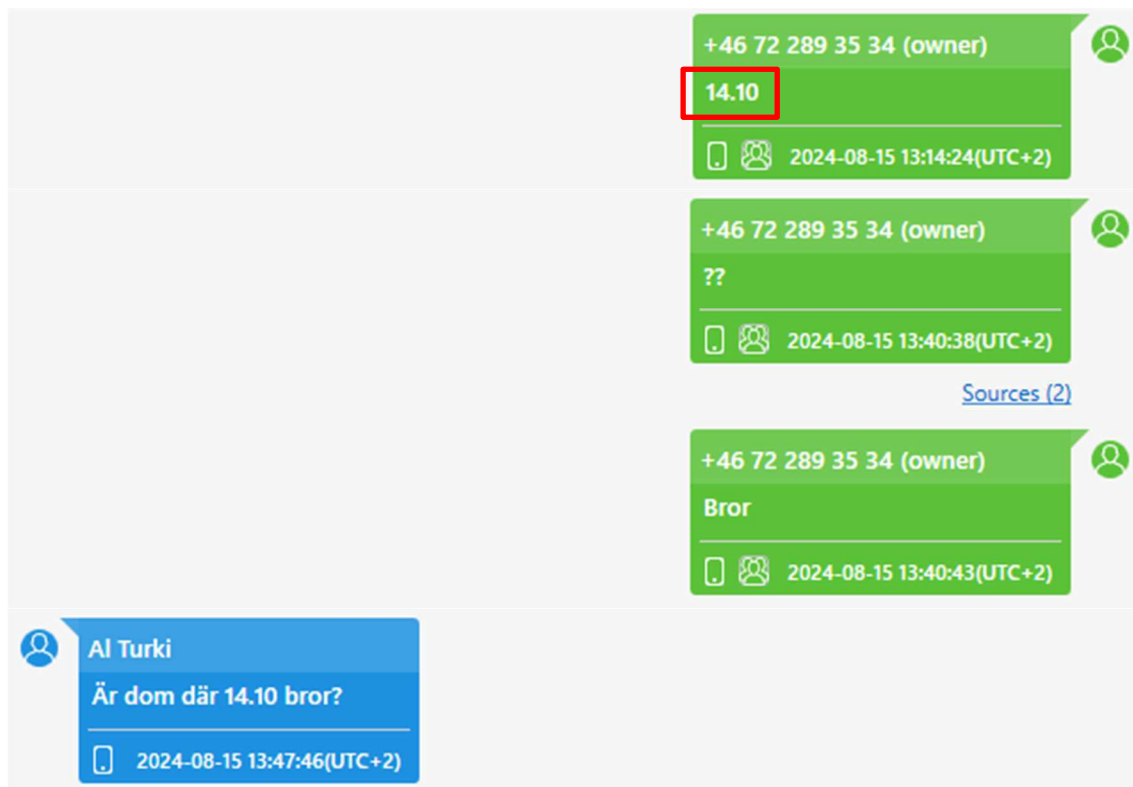 +46 72 289 35 34 (owner)
14.10
2024-08-15 13:14:24(UTC+2)
+46 72 289 35 34 (owner)
??
2024-08-15 13:40:38(UTC+2)
Sources (2)
+46 72 289 35 34 (owner)
Bror
2024-08-15 13:40:43(UTC+2)
Al Turki
Är dom där 14.10 bror?
2024-08-15 13:47:46(UTC+2)